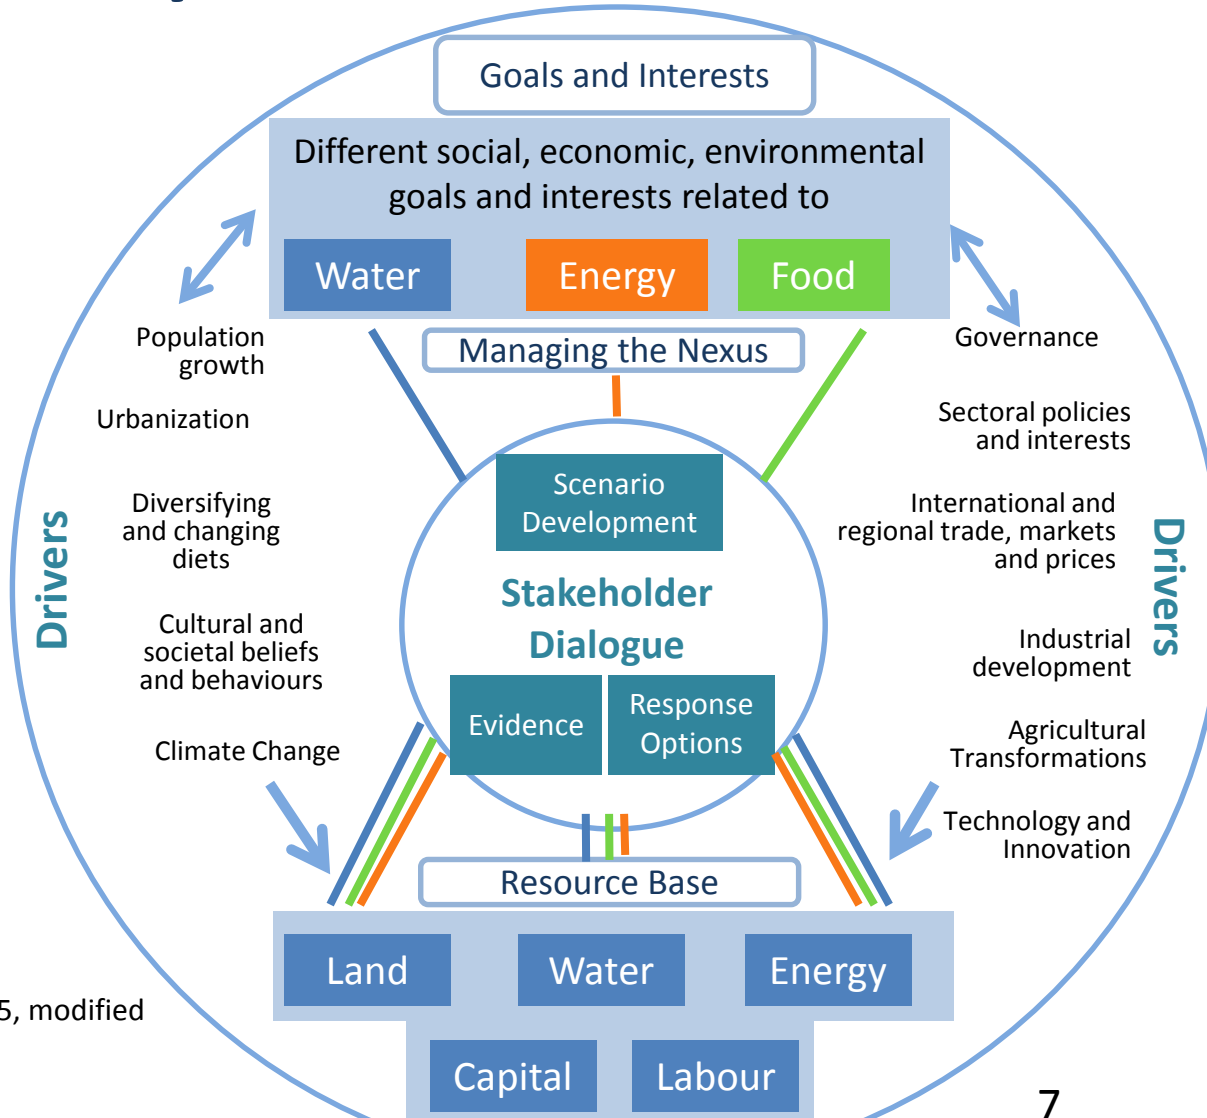 Goals and Interests
Different social, economic, environmental
goals and interests related to
Water
Energy
Food
Managing the Nexus
Population
growth
Urbanization
Diversifying
and changing
diets
Cultural and
societal beliefs
and behaviours
Climate Change
Drivers
Scenario
Development
Stakeholder
Dialogue
Evidence
Response
Options
Governance
Sectoral policies
and interests
International and
regional trade, markets
and prices
Industrial
development
Agricultural
Transformations
Technology and
Innovation
Drivers
Resource Base
Land
Water
Energy
Capital
Labour
5, modified
7